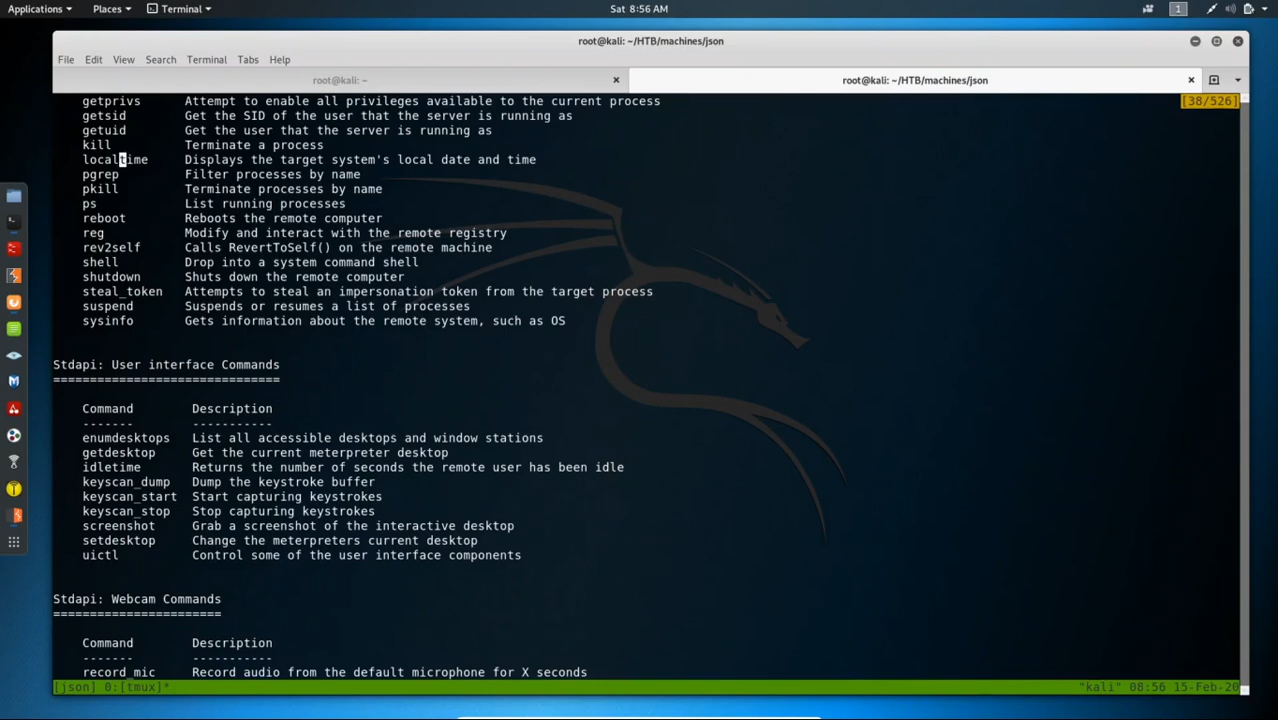 Applications Places Terminal Sat 8:56 AM 1
root@kali: ~/HTB/machines/json
File Edit View Search Terminal Tabs Help
root@kali: ~ root@kali: ~/HTB/machines/json
getprivs Attempt to enable all privileges available to the current process [38/526]
getsid Get the SID of the user that the server is running as
getuid Get the user that the server is running as
kill Terminate a process
localtime Displays the target system's local date and time
pgrep Filter processes by name
pkill Terminate processes by name
ps List running processes
reboot Reboots the remote computer
reg Modify and interact with the remote registry
rev2self Calls RevertToSelf() on the remote machine
shell Drop into a system command shell
shutdown Shuts down the remote computer
steal_token Attempts to steal an impersonation token from the target process
suspend Suspends or resumes a list of processes
sysinfo Gets information about the remote system, such as OS
Stdapi: User interface Commands
===============================
Command Description
------- -----------
enumdesktops List all accessible desktops and window stations
getdesktop Get the current meterpreter desktop
idletime Returns the number of seconds the remote user has been idle
keyscan_dump Dump the keystroke buffer
keyscan_start Start capturing keystrokes
keyscan_stop Stop capturing keystrokes
screenshot Grab a screenshot of the interactive desktop
setdesktop Change the meterpreters current desktop
uictl Control some of the user interface components
Stdapi: Webcam Commands
=======================
Command Description
------- -----------
record_mic Record audio from the default microphone for X seconds
[json] 0:[tmux]* "kali" 08:56 15-Feb-20